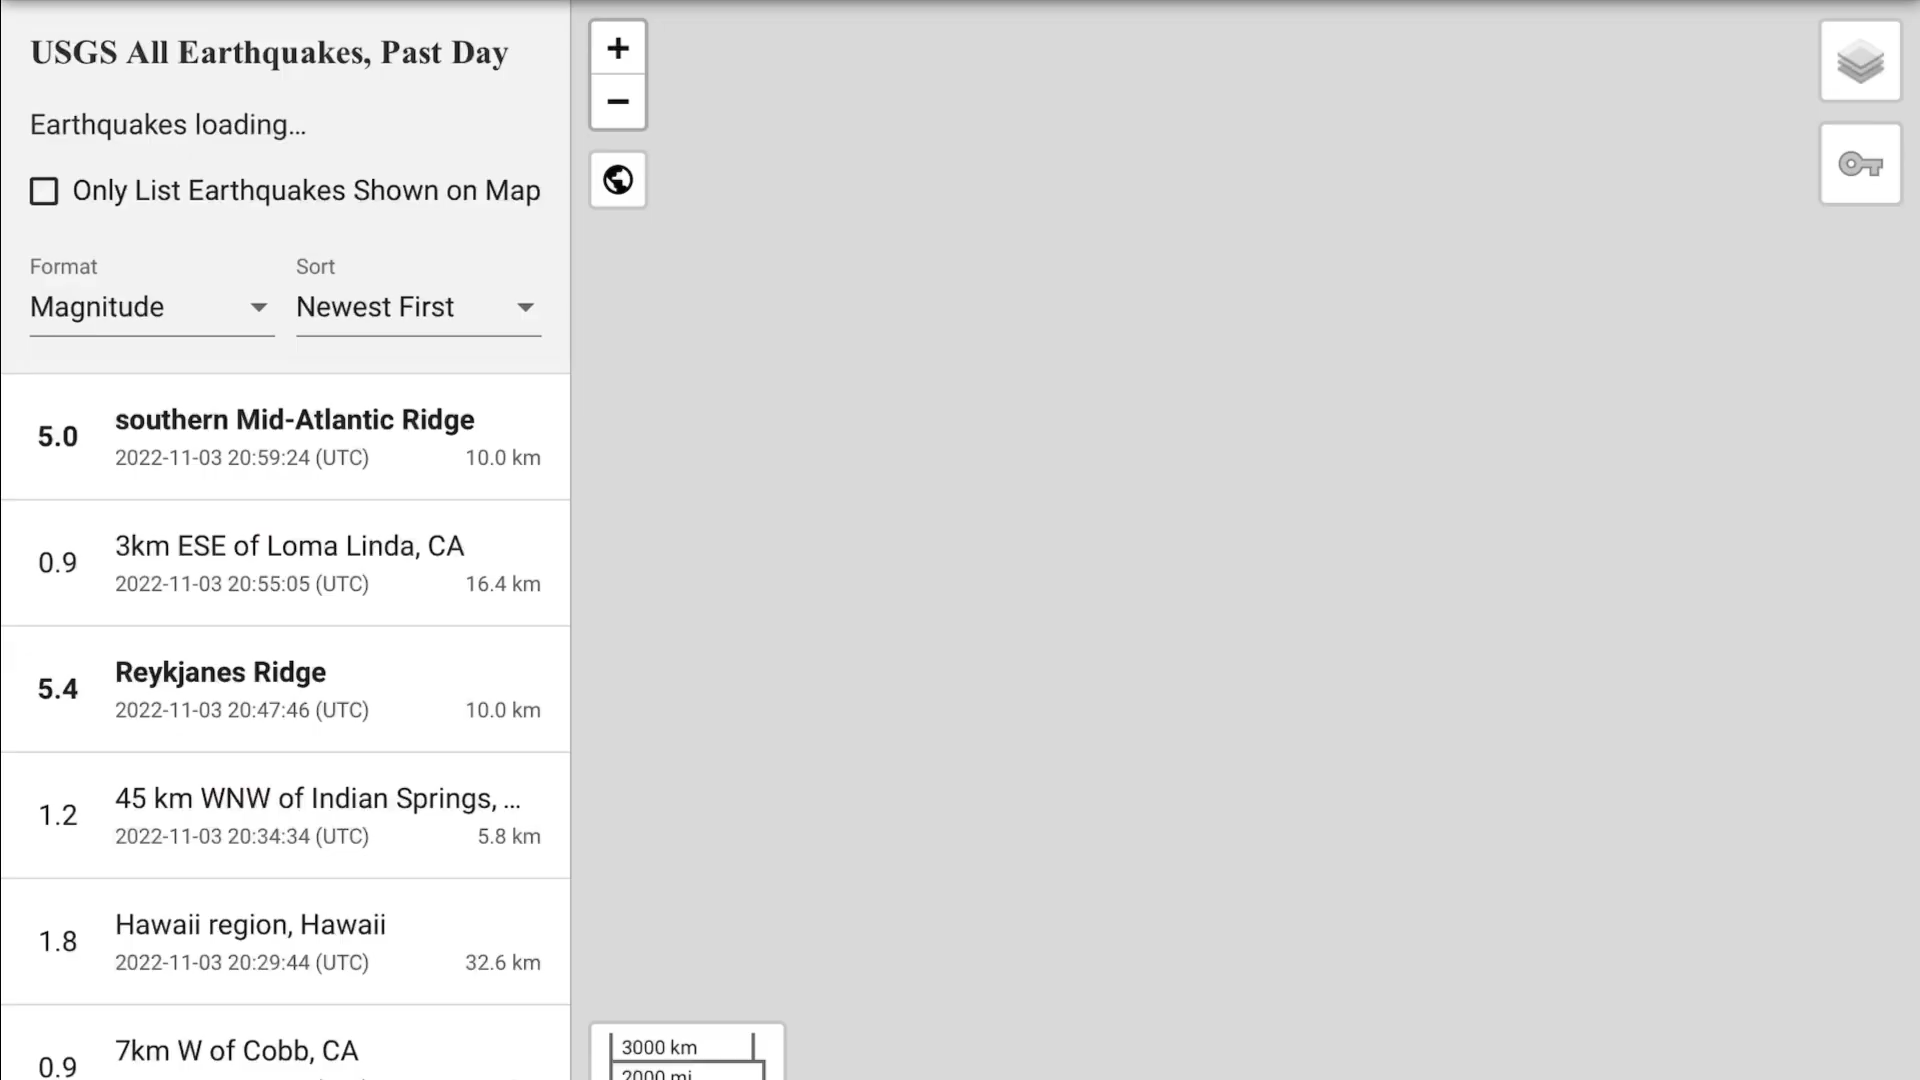 USGS All Earthquakes, Past Day
Earthquakes loading...
Only List Earthquakes Shown on Map
Format
Sort
Magnitude
Newest First
5.0
southern Mid-Atlantic Ridge
2022-11-03 20:59:24 (UTC)
10.0 km
0.9
3km ESE of Loma Linda, CA
2022-11-03 20:55:05 (UTC)
16.4 km
5.4
Reykjanes Ridge
2022-11-03 20:47:46 (UTC)
10.0 km
1.2
45 km WNW of Indian Springs, ...
2022-11-03 20:34:34 (UTC)
5.8 km
1.8
Hawaii region, Hawaii
2022-11-03 20:29:44 (UTC)
32.6 km
0.9
7km W of Cobb, CA
+
−
3000 km
2000 mi